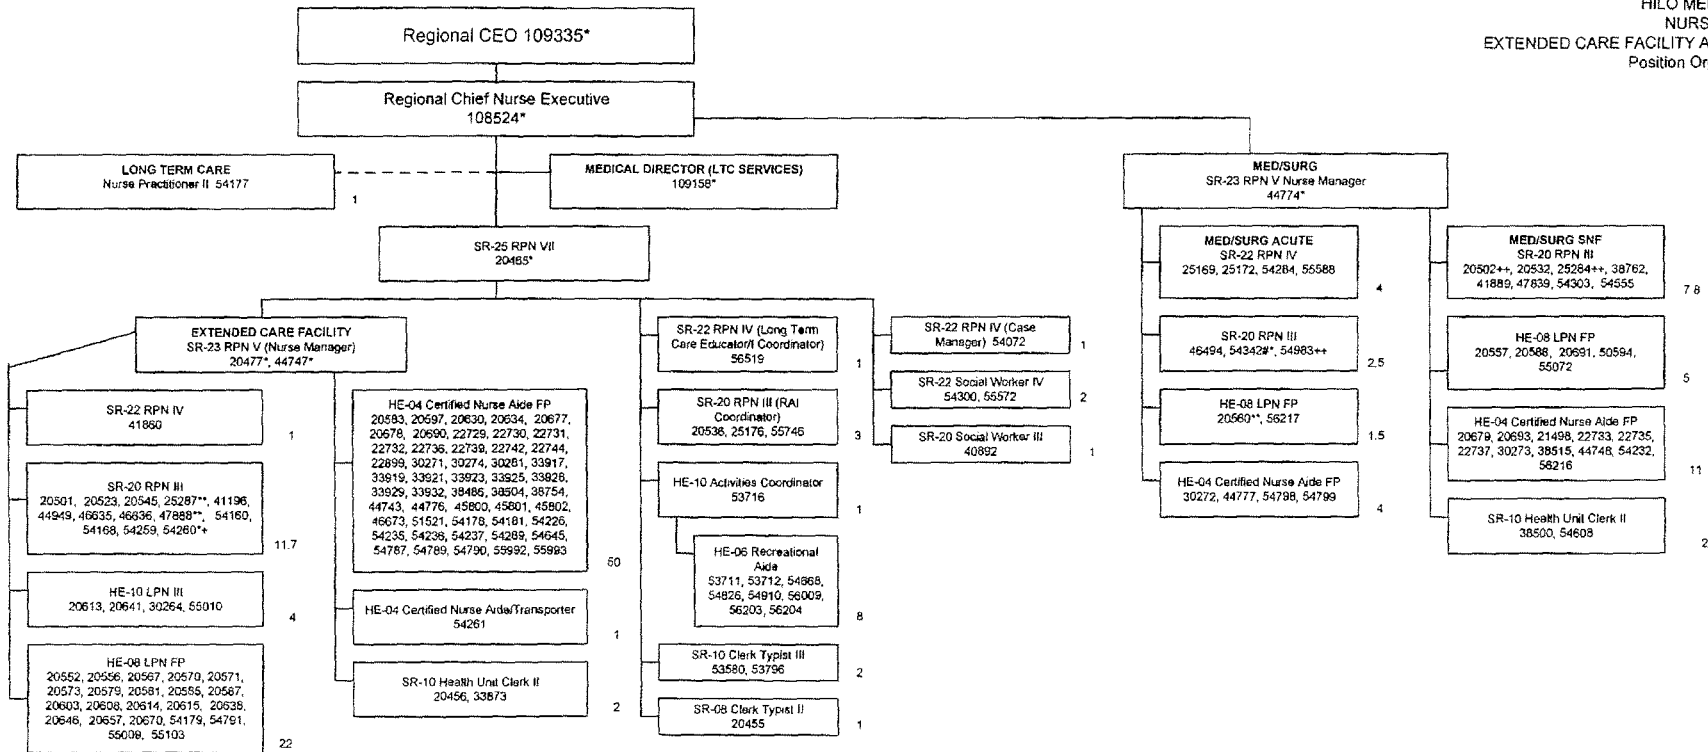 HILO ME
NURS
EXTENDED CARE FACILITY A
Position Or
Regional CEO 109335*
Regional Chief Nurse Executive
108524*
LONG TERM CARE
Nurse Practitioner II 54177
1
MEDICAL DIRECTOR (LTC SERVICES)
109158*
MED/SURG
SR-23 RPN V Nurse Manager
44774*
SR-25 RPN VII
20465*
EXTENDED CARE FACILITY
SR-23 RPN V (Nurse Manager)
20477*, 44747*
SR-22 RPN IV
41860
1
SR-20 RPN III
20501, 20523, 20545, 25287**, 41196,
44949, 46635, 46636, 47888**, 54160,
54168, 54259, 54260*+
11.7
HE-10 LPN III
20613, 20641, 30264, 55010
4
HE-08 LPN FP
20552, 20556, 20567, 20570, 20571,
20573, 20579, 20581, 20585, 20587,
20603, 20608, 20614, 20615, 20638,
20646, 20657, 20670, 54179, 54791,
55009, 55103
22
HE-04 Certified Nurse Aide FP
20583, 20597, 20630, 20634, 20677,
20678, 20690, 22729, 22730, 22731,
22732, 22736, 22739, 22742, 22744,
22899, 30271, 30274, 30281, 33917,
33919, 33921, 33923, 33925, 33928,
33929, 33932, 38486, 38504, 38754,
44743, 44776, 45800, 45801, 45802,
46673, 51521, 54178, 54181, 54226,
54235, 54236, 54237, 54289, 54645,
54787, 54789, 54790, 55992, 55993
50
HE-04 Certified Nurse Aide/Transporter
54261
1
SR-10 Health Unit Clerk II
20456, 33873
2
SR-22 RPN IV (Long Term
Care Educator/I Coordinator)
56519
1
SR-20 RPN III (RAI
Coordinator)
20538, 25176, 55746
3
HE-10 Activities Coordinator
53716
1
HE-06 Recreational
Aide
53711, 53712, 54668,
54826, 54910, 56009,
56203, 56204
8
SR-10 Clerk Typist III
53580, 53796
2
SR-08 Clerk Typist II
20455
1
SR-22 RPN IV (Case
Manager) 54072
1
SR-22 Social Worker IV
54300, 55572
2
SR-20 Social Worker III
40892
1
MED/SURG ACUTE
SR-22 RPN IV
25169, 25172, 54284, 55588
4
SR-20 RPN III
46494, 54342#*, 54983++
2.5
HE-08 LPN FP
20560**, 56217
1.5
HE-04 Certified Nurse Aide FP
30272, 44777, 54798, 54799
4
MED/SURG SNF
SR-20 RPN III
20502++, 20532, 25284++, 38762,
41889, 47839, 54303, 54555
7 8
HE-08 LPN FP
20557, 20588, 20691, 50594,
55072
5
HE-04 Certified Nurse Aide FP
20679, 20693, 21498, 22733, 22735,
22737, 30273, 38515, 44748, 54232,
56216
11
SR-10 Health Unit Clerk II
38500, 54608
2